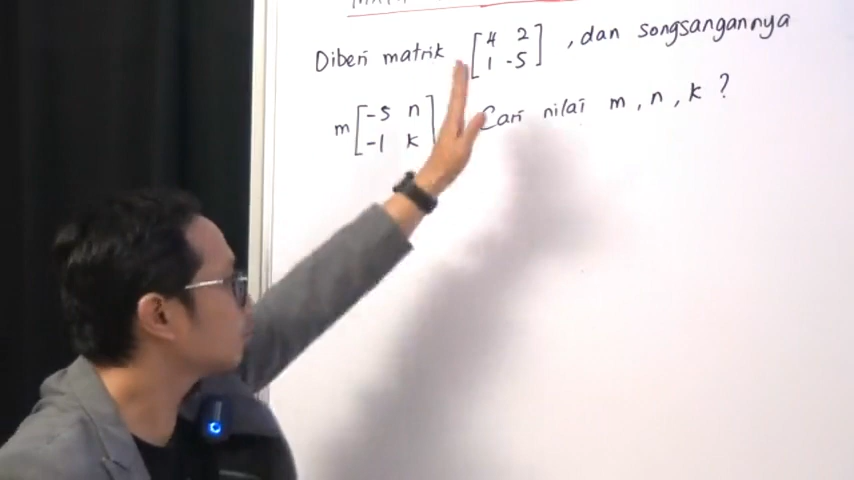 Diberi matrik [4 2 1 -5] , dan songsangannya
m [-5 n -1 k] Cari nilai m , n , k ?